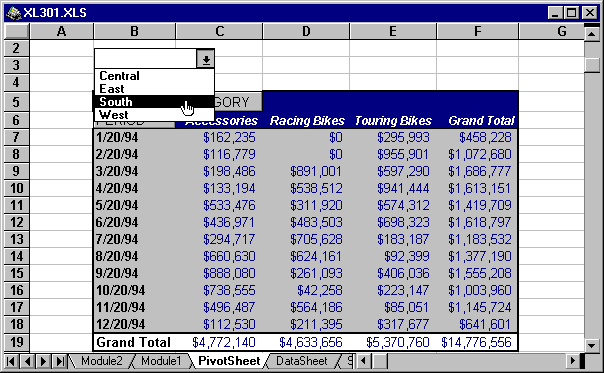 XL301.XLS
A B C D E F G
2
3
Central
4
East
South
5 GORY
West
6 PERIOD Accessories Racing Bikes Touring Bikes Grand Total
7 1/20/94 $162,235 $0 $295,993 $458,228
8 2/20/94 $116,779 $0 $955,901 $1,072,680
9 3/20/94 $198,486 $891,001 $597,290 $1,686,777
10 4/20/94 $133,194 $538,512 $941,444 $1,613,151
11 5/20/94 $533,476 $311,920 $574,312 $1,419,709
12 6/20/94 $436,971 $483,503 $698,323 $1,618,797
13 7/20/94 $294,717 $705,628 $183,187 $1,183,532
14 8/20/94 $660,630 $624,161 $92,399 $1,377,190
15 9/20/94 $888,080 $261,093 $406,036 $1,555,208
16 10/20/94 $738,555 $42,258 $223,147 $1,003,960
17 11/20/94 $496,487 $564,186 $85,051 $1,145,724
18 12/20/94 $112,530 $211,395 $317,677 $641,601
19 Grand Total $4,772,140 $4,633,656 $5,370,760 $14,776,556
Module2 Module1 PivotSheet DataSheet S